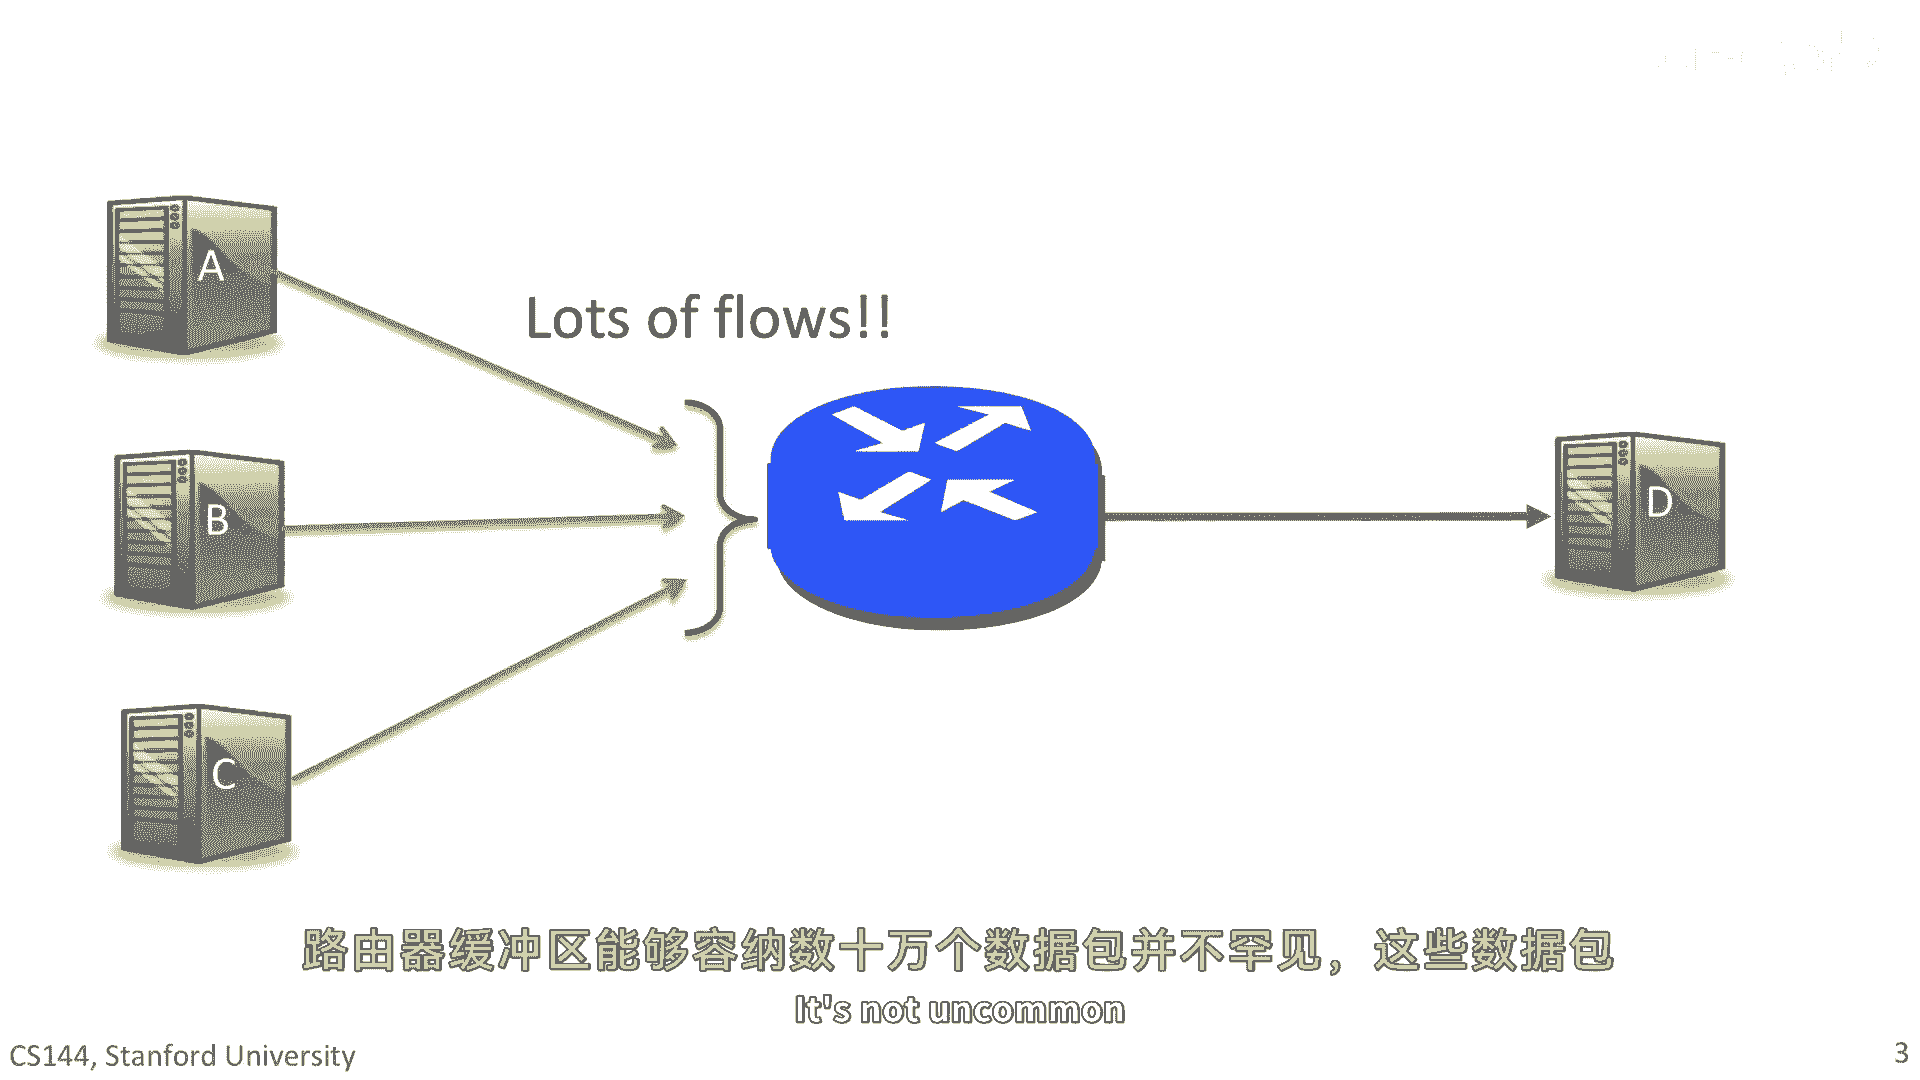 A
Lots of flows!!
B
D
C
路由器缓冲区能够容纳数十万个数据包并不罕见，这些数据包
It's not uncommon
CS144, Stanford University
3